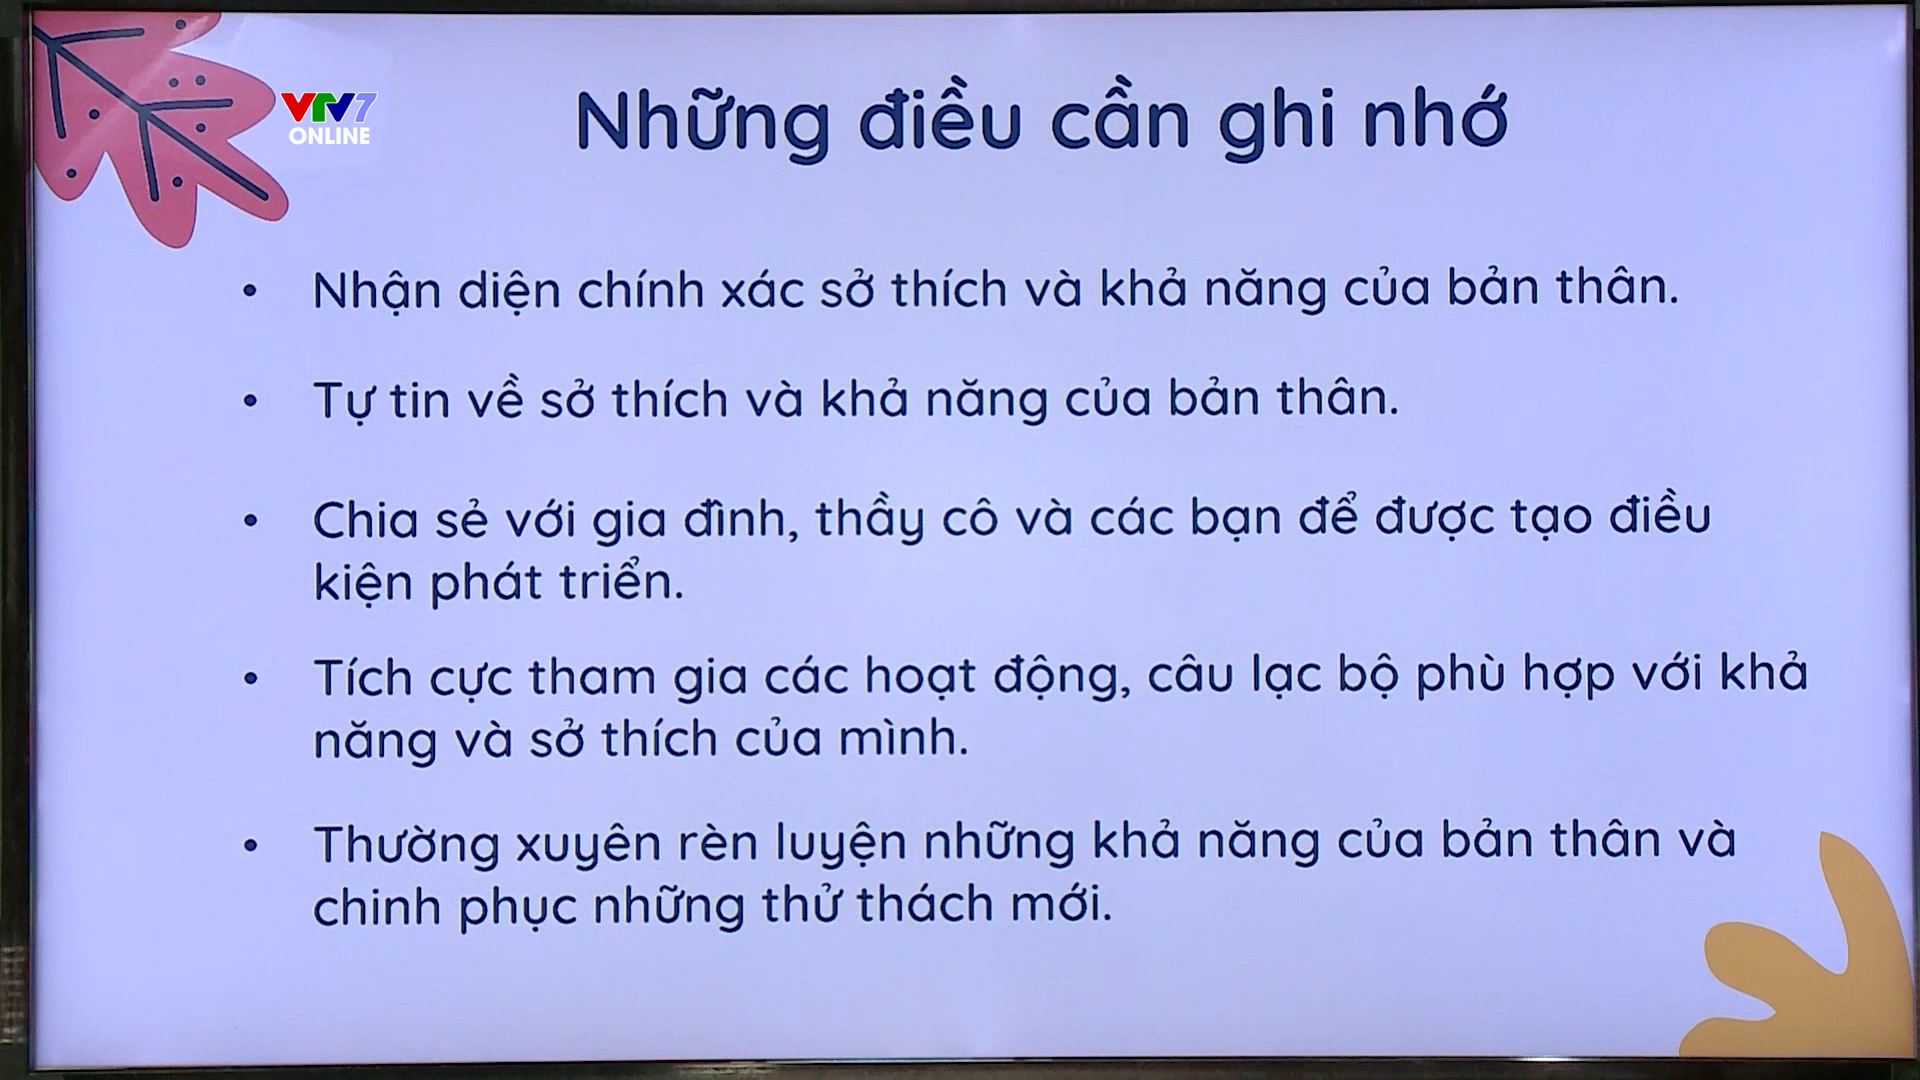 VTV7
ONLINE
Những điều cần ghi nhớ
• Nhận diện chính xác sở thích và khả năng của bản thân.
• Tự tin về sở thích và khả năng của bản thân.
• Chia sẻ với gia đình, thầy cô và các bạn để được tạo điều
kiện phát triển.
• Tích cực tham gia các hoạt động, câu lạc bộ phù hợp với khả
năng và sở thích của mình.
• Thường xuyên rèn luyện những khả năng của bản thân và
chinh phục những thử thách mới.